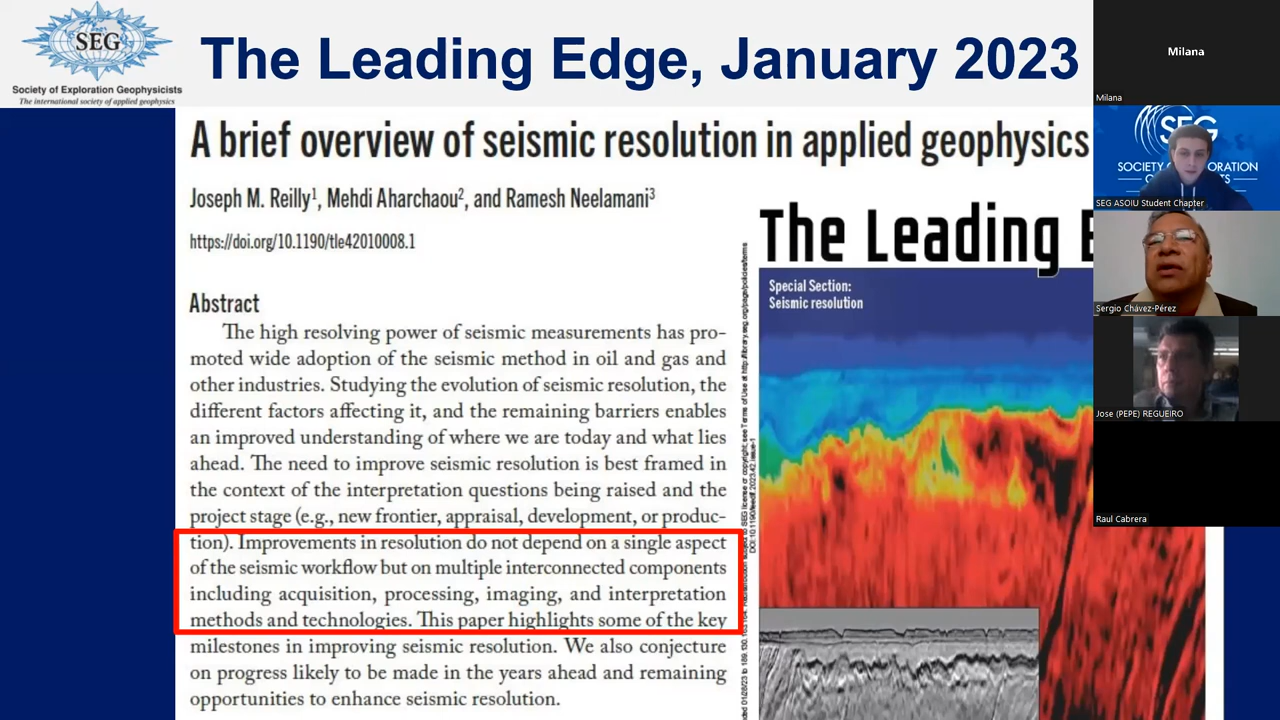 SEG
Society of Exploration Geophysicists
The international society of applied geophysics
The Leading Edge, January 2023
A brief overview of seismic resolution in applied geophysics
Joseph M. Reilly1, Mehdi Aharchaou2, and Ramesh Neelamani3
https://doi.org/10.1190/tle42010008.1
Abstract
The high resolving power of seismic measurements has pro-
moted wide adoption of the seismic method in oil and gas and
other industries. Studying the evolution of seismic resolution, the
different factors affecting it, and the remaining barriers enables
an improved understanding of where we are today and what lies
ahead. The need to improve seismic resolution is best framed in
the context of the interpretation questions being raised and the
project stage (e.g., new frontier, appraisal, development, or produc-
tion). Improvements in resolution do not depend on a single aspect
of the seismic workflow but on multiple interconnected components
including acquisition, processing, imaging, and interpretation
methods and technologies. This paper highlights some of the key
milestones in improving seismic resolution. We also conjecture
on progress likely to be made in the years ahead and remaining
opportunities to enhance seismic resolution.
The Leading E
Special Section:
Seismic resolution
Milana
Milana
SEG
SEG ASOIU Student Chapter
Sergio Chávez-Pérez
Jose (PEPE) REGUEIRO
Raul Cabrera